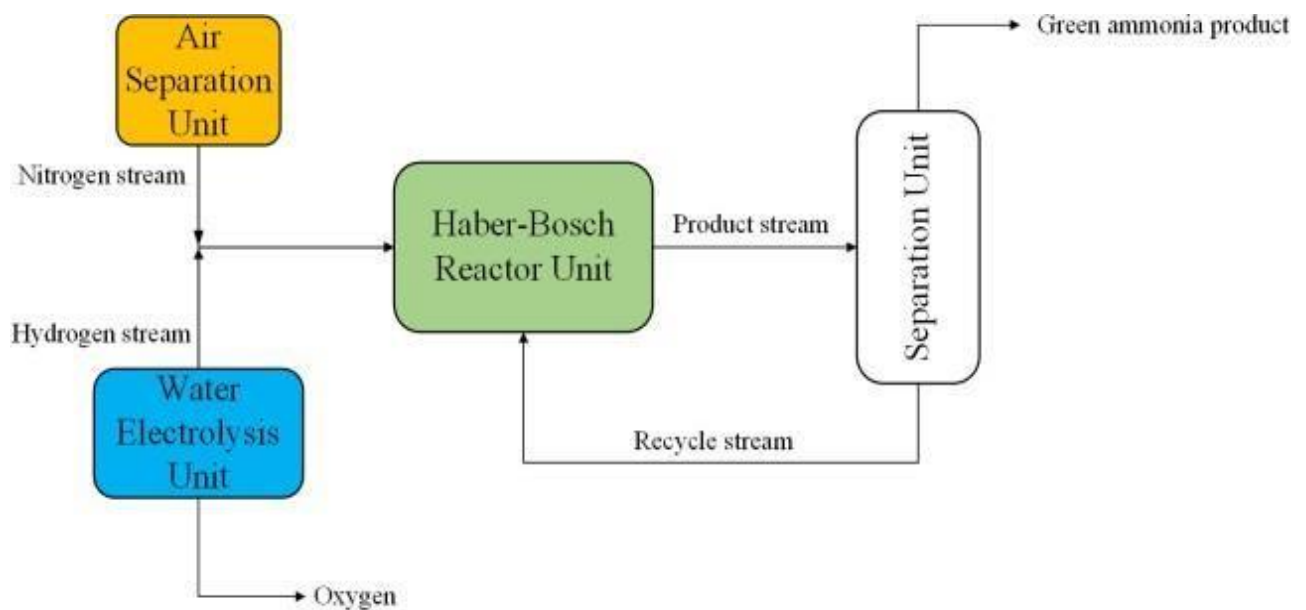 Air
Separation
Unit
Green ammonia product
Nitrogen stream
Haber-Bosch
Reactor Unit
Product stream
Separation Unit
Hydrogen stream
Water
Electrolysis
Unit
Recycle stream
Oxygen